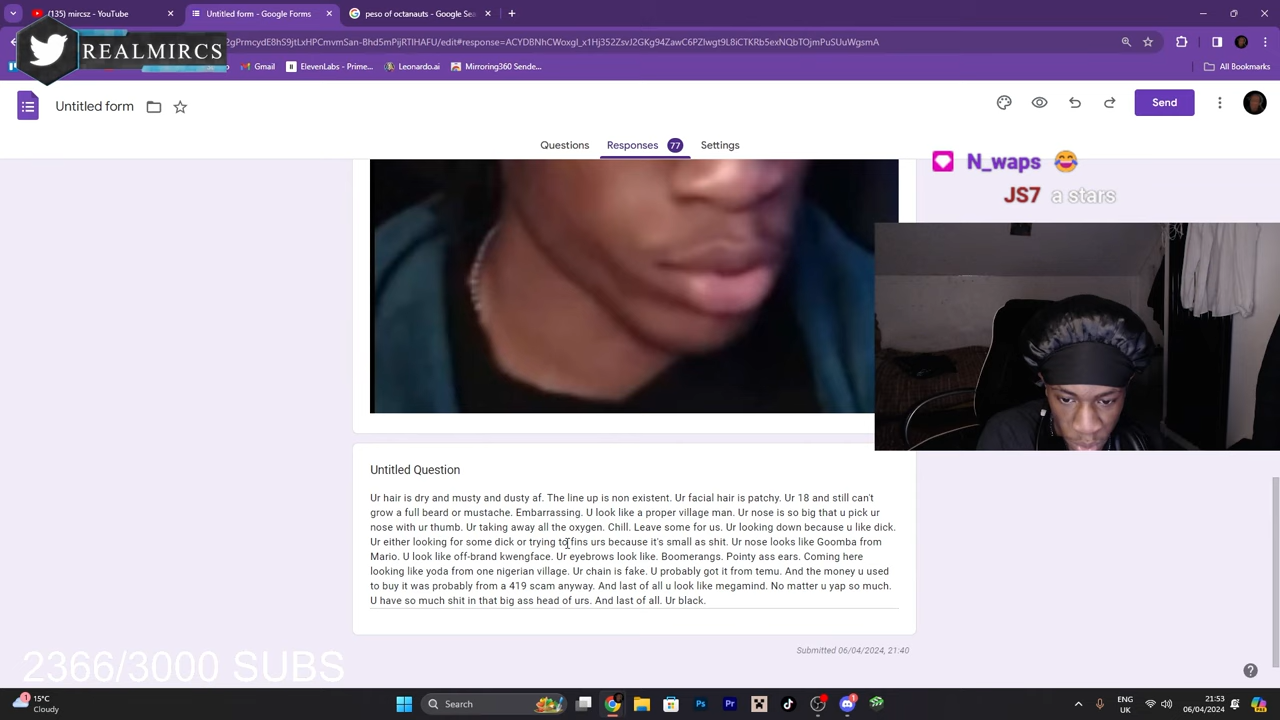 (135) mircsz - YouTube
Untitled form - Google Forms
peso of octanauts - Google Sea
gPrmcydE8hS9jtLxHPCmvmSan-Bhd5mPijRTlHAFU/edit#response=
REALMIRCS
Gmail
ElevenLabs - Prime...
Leonardo.ai
Mirroring360 Sende...
All Bookmarks
Untitled form
Send
Questions
Responses 77
Settings
N_waps
JS7 a stars
Untitled Question
Ur hair is dry and musty and dusty af. The line up is non existent. Ur facial hair is patchy. Ur 18 and still can't
grow a full beard or mustache. Embarrassing. U look like a proper village man. Ur nose is so big that u pick ur
nose with ur thumb. Ur taking away all the oxygen. Chill. Leave some for us. Ur looking down because u like dick.
Ur either looking for some dick or trying to fins urs because it's small as shit. Ur nose looks like Goomba from
Mario. U look like off-brand kwengface. Ur eyebrows look like. Boomerangs. Pointy ass ears. Coming here
looking like yoda from one nigerian village. Ur chain is fake. U probably got it from temu. And the money u used
to buy it was probably from a 419 scam anyway. And last of all u look like megamind. No matter u yap so much.
U have so much shit in that big ass head of urs. And last of all. Ur black.
Submitted 06/04/2024, 21:40
2366/3000 SUBS
15°C
Cloudy
Search
ENG
UK
21:53
06/04/2024